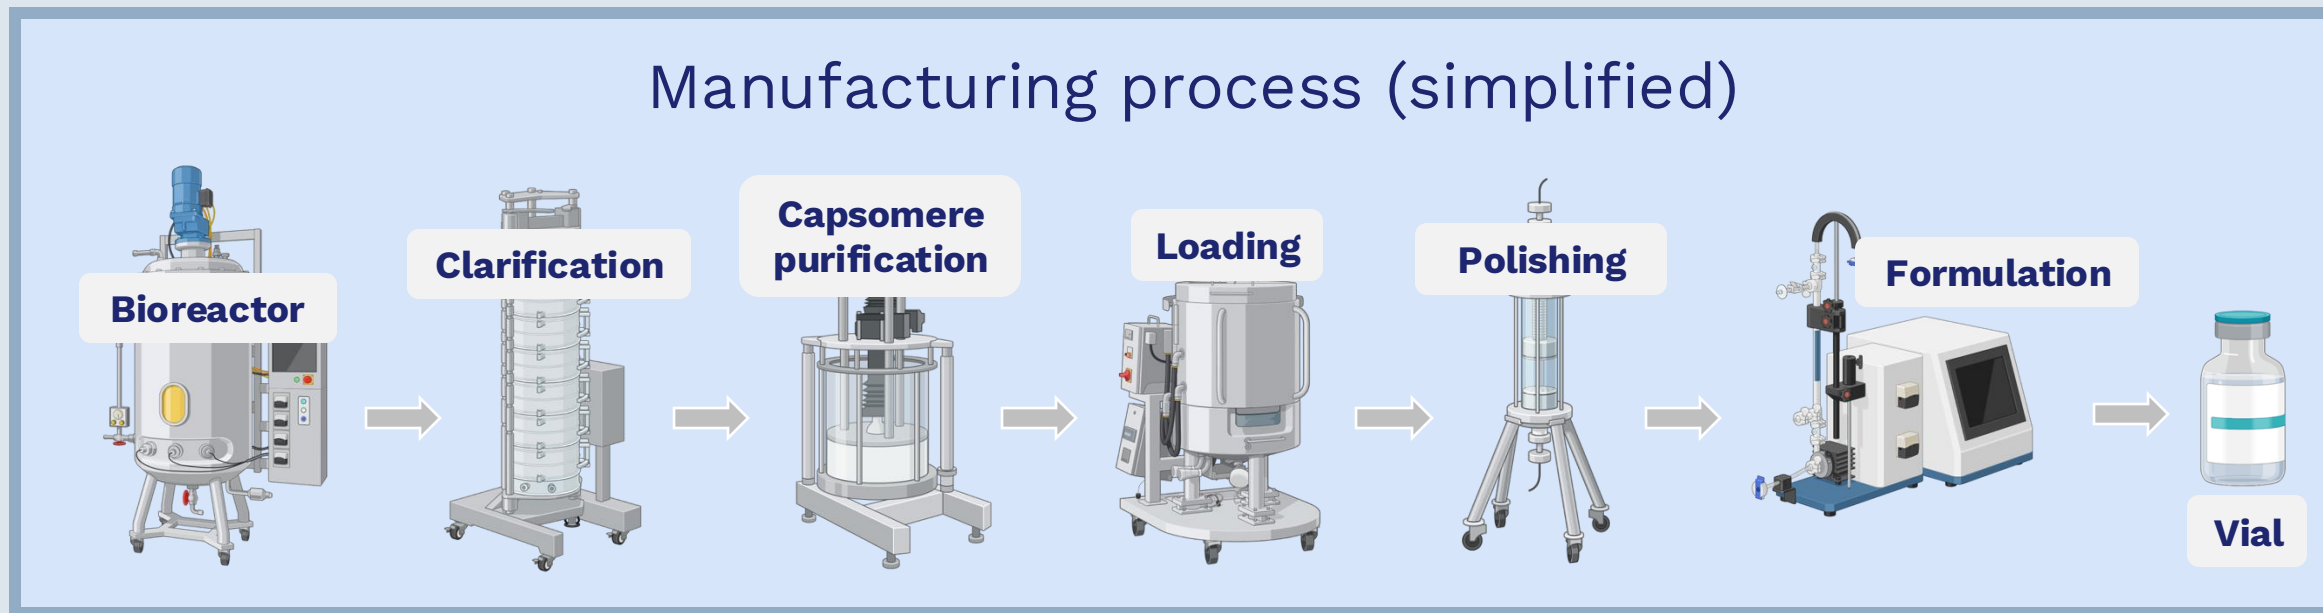 Manufacturing process (simplified)
Bioreactor
Clarification
Capsomere
purification
Loading
Polishing
Formulation
Vial